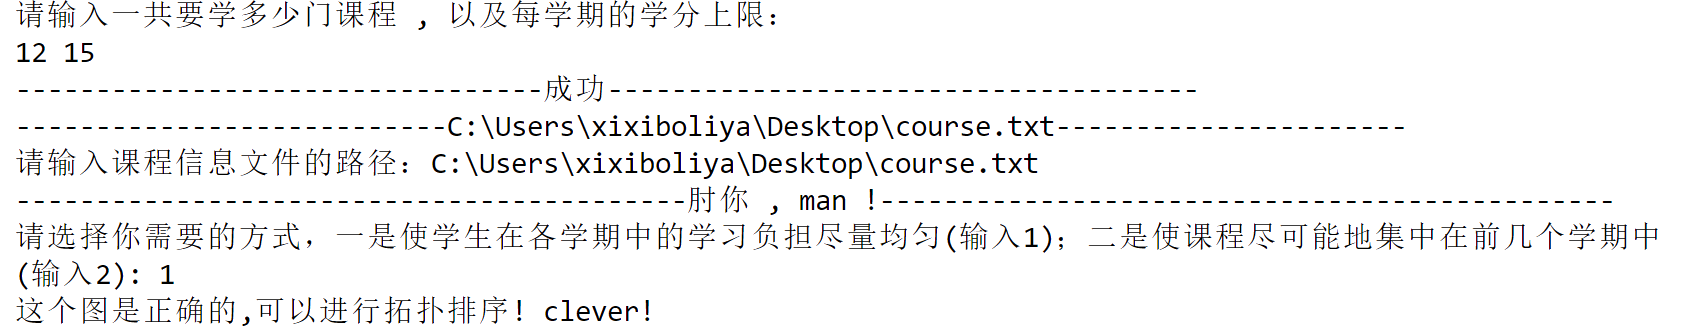 请输入一共要学多少门课程 , 以及每学期的学分上限:
12 15
---------------------------------成功-------------------------------------
---------------------------C:\Users\xixiboliya\Desktop\course.txt----------------------
请输入课程信息文件的路径: C:\Users\xixiboliya\Desktop\course.txt
------------------------------------------肘你 , man !----------------------------------------------
请选择你需要的方式，一是使学生在各学期中的学习负担尽量均匀(输入1)；二是使课程尽可能地集中在前几个学期中
(输入2): 1
这个图是正确的,可以进行拓扑排序! clever!